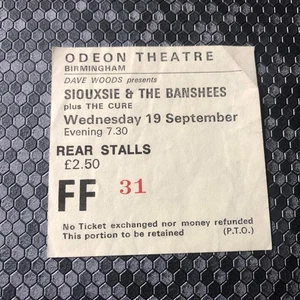 ODEON THEATRE
BIRMINGHAM
DAVE WOODS presents
SIOUXSIE & THE BANSHEES
plus THE CURE
Wednesday 19 September
Evening 7.30
REAR STALLS
£2.50
FF 31
No Ticket exchanged nor money refunded
This portion to be retained (P.T.O.)